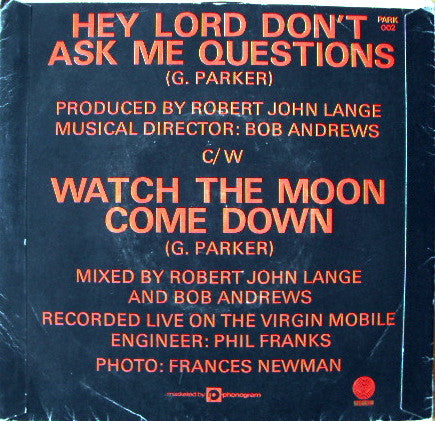 HEY LORD DON'T
ASK ME QUESTIONS
PARK
002
(G. PARKER)
PRODUCED BY ROBERT JOHN LANGE
MUSICAL DIRECTOR: BOB ANDREWS
C/W
WATCH THE MOON
COME DOWN
(G. PARKER)
MIXED BY ROBERT JOHN LANGE
AND BOB ANDREWS
RECORDED LIVE ON THE VIRGIN MOBILE
ENGINEER: PHIL FRANKS
PHOTO: FRANCES NEWMAN
marketed by phonogram